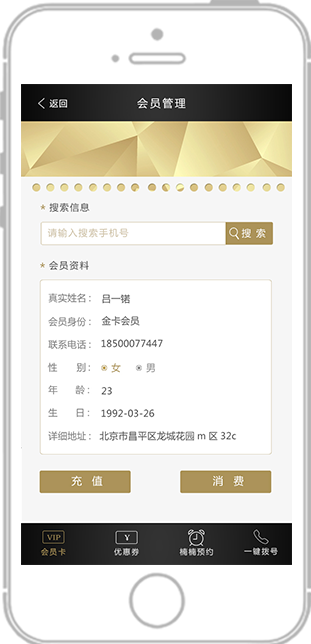 返回 会员管理
* 搜索信息
请输入搜索手机号 搜 索
* 会员资料
真实姓名： 吕一锘
会员身份： 金卡会员
联系电话： 18500077447
性 别： 女 男
年 龄： 23
生 日： 1992-03-26
详细地址： 北京市昌平区龙城花园 m 区 32c
充 值 消 费
VIP ¥
会员卡 优惠券 楠楠预约 一键拨号